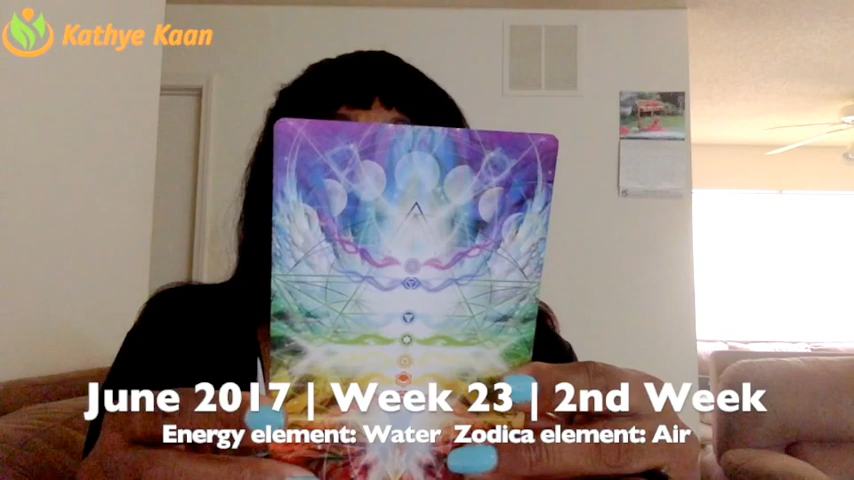 Kathye Kaan
June 2017 | Week 23 | 2nd Week
Energy element: Water Zodica element: Air